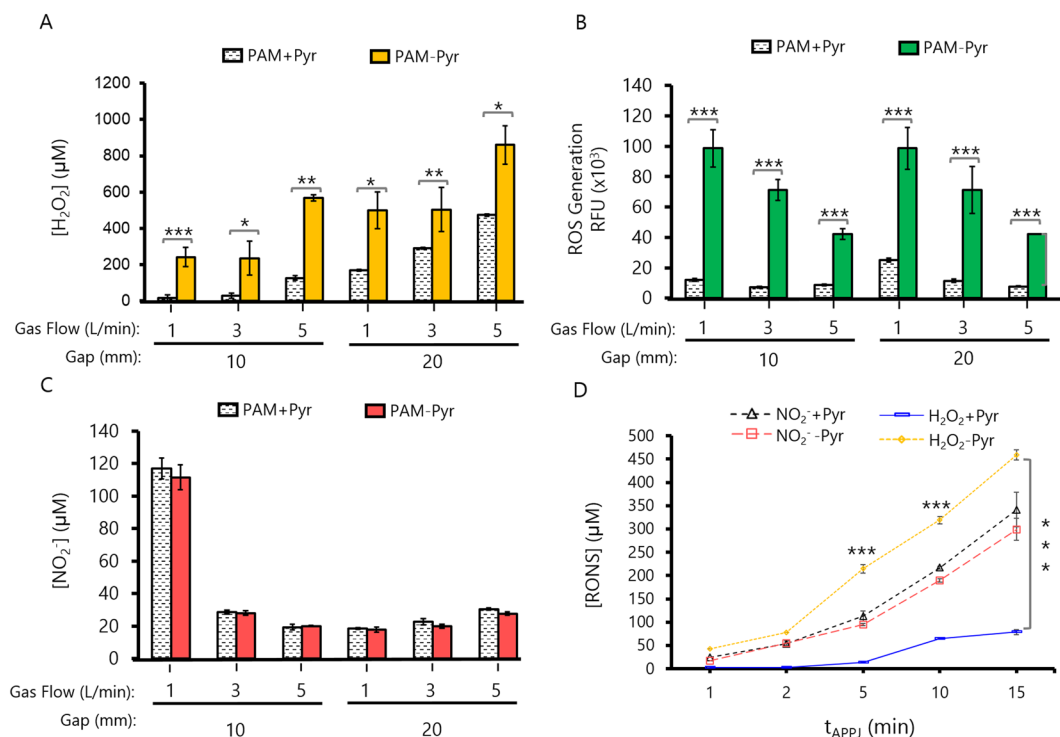 A
PAM+Pyr PAM-Pyr
[H₂O₂] (µM)
1200
1000
800
600
400
200
0
***
*
**
*
**
*
Gas Flow (L/min): 1 3 5 1 3 5
Gap (mm): 10 20
B
PAM+Pyr PAM-Pyr
ROS Generation
RFU (x10³)
140
120
100
80
60
40
20
0
***
***
***
***
***
***
Gas Flow (L/min): 1 3 5 1 3 5
Gap (mm): 10 20
C
PAM+Pyr PAM-Pyr
[NO₂⁻] (µM)
140
120
100
80
60
40
20
0
Gas Flow (L/min): 1 3 5 1 3 5
Gap (mm): 10 20
D
NO₂⁻+Pyr H₂O₂+Pyr
NO₂⁻-Pyr H₂O₂-Pyr
[RONS] (µM)
500
450
400
350
300
250
200
150
100
50
0
***
***
***
1 2 5 10 15
t_APPJ (min)